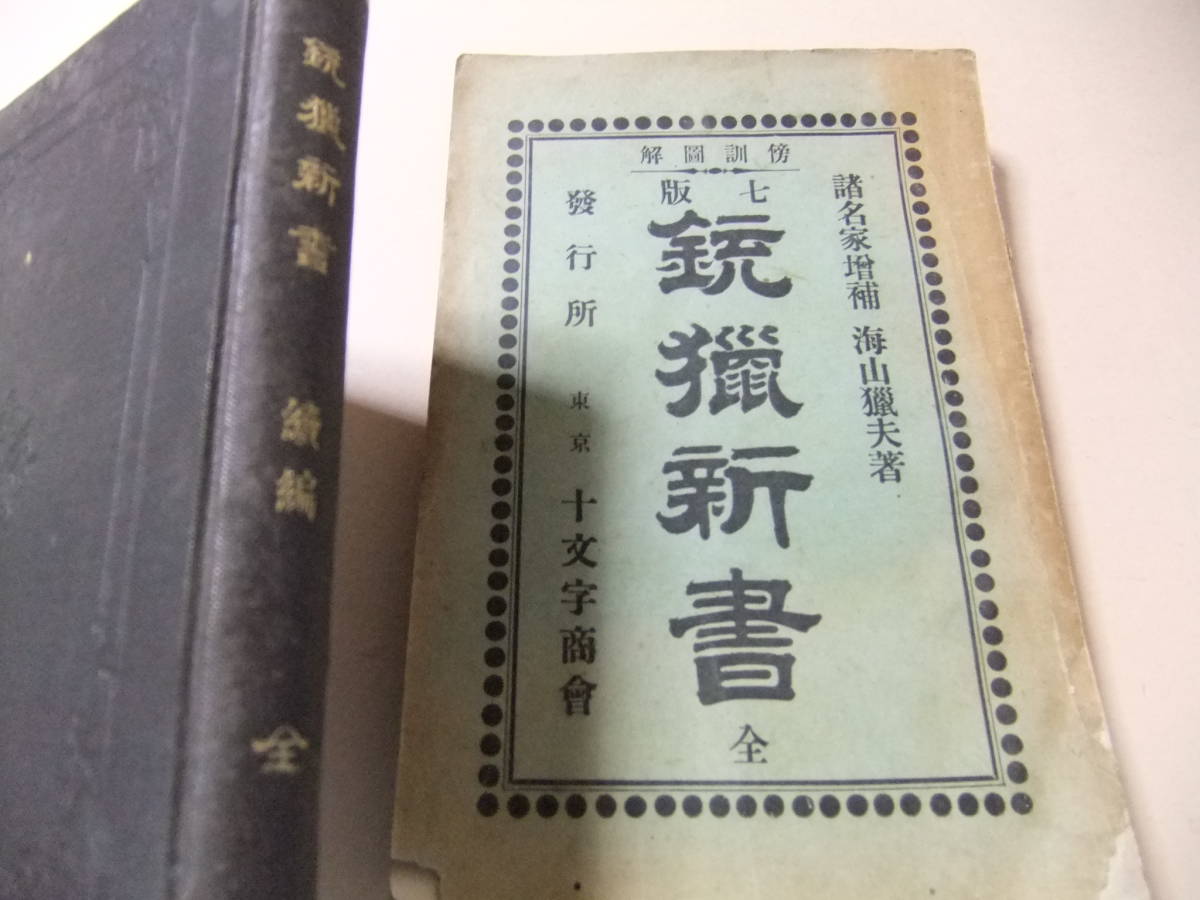 銃獵新書 續編 全
傍訓圖解
七版
諸名家增補 海山獵夫著
銃獵新書 全
發行所 東京 十文字商會